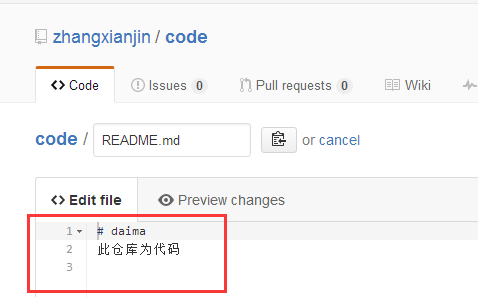 zhangxianjin / code
Code Issues 0 Pull requests 0 Wiki
code / README.md or cancel
Edit file Preview changes
1 # daima
2 此仓库为代码
3